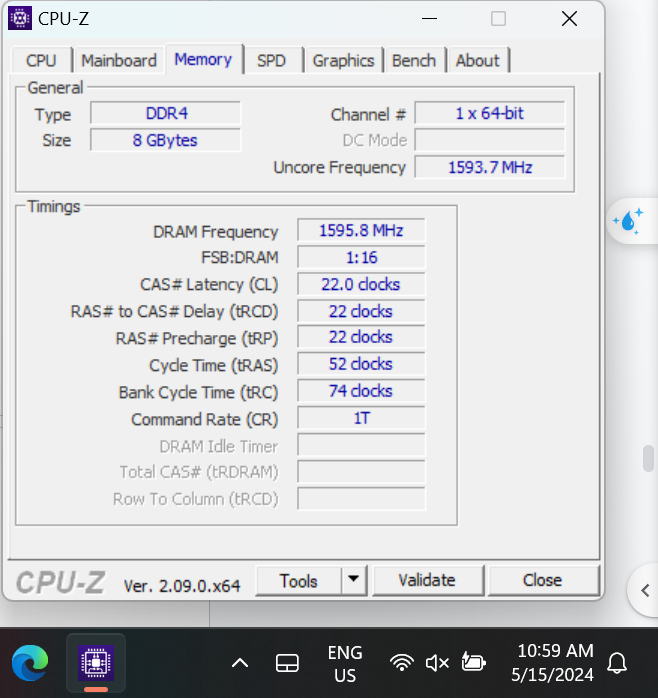 CPU-Z
CPU Mainboard Memory SPD Graphics Bench About
General
Type DDR4 Channel # 1 x 64-bit
Size 8 GBytes DC Mode
Uncore Frequency 1593.7 MHz
Timings
DRAM Frequency 1595.8 MHz
FSB:DRAM 1:16
CAS# Latency (CL) 22.0 clocks
RAS# to CAS# Delay (tRCD) 22 clocks
RAS# Precharge (tRP) 22 clocks
Cycle Time (tRAS) 52 clocks
Bank Cycle Time (tRC) 74 clocks
Command Rate (CR) 1T
DRAM Idle Timer
Total CAS# (tRDRAM)
Row To Column (tRCD)
CPU-Z Ver. 2.09.0.x64 Tools Validate Close
ENG 10:59 AM
US 5/15/2024